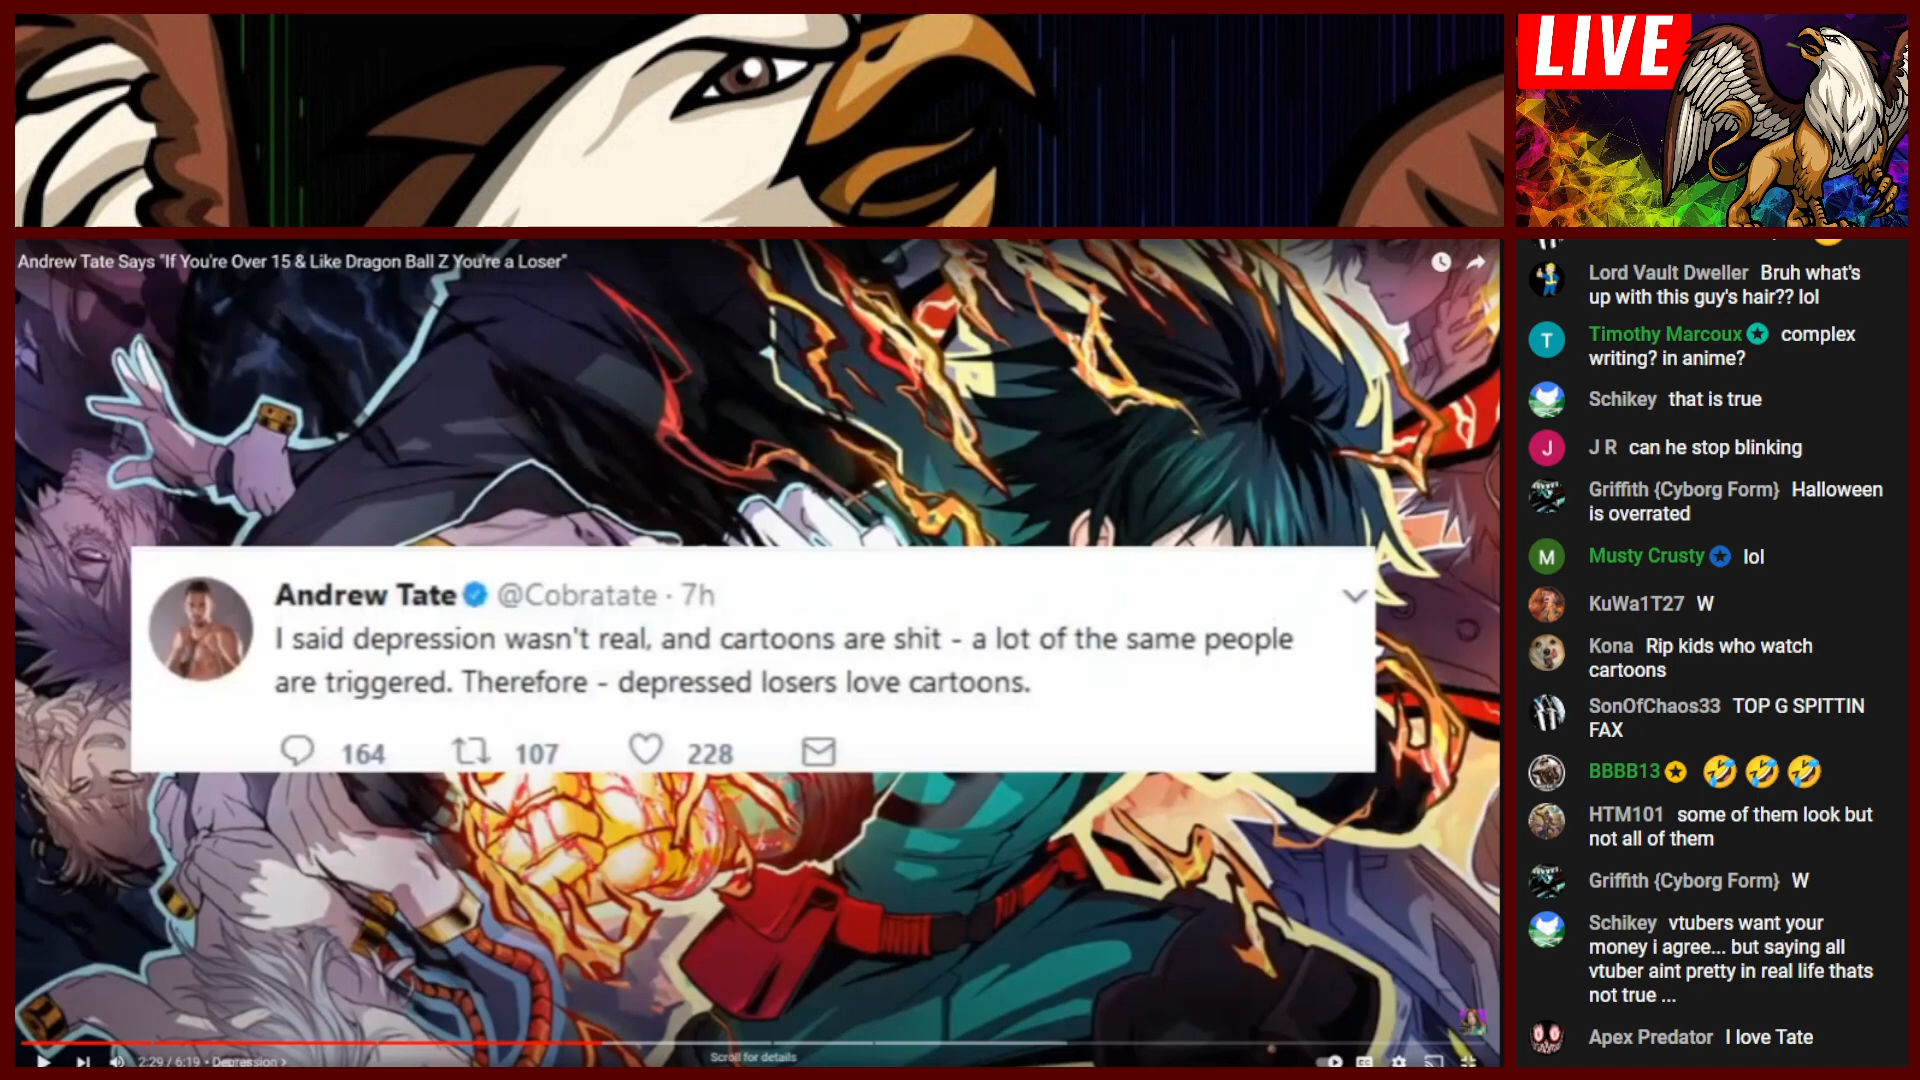 LIVE
Andrew Tate Says "If You're Over 15 & Like Dragon Ball Z You're a Loser"
Andrew Tate @Cobratate · 7h
I said depression wasn't real, and cartoons are shit - a lot of the same people
are triggered. Therefore - depressed losers love cartoons.
164 107 228
2:29 / 6:19 • Depression >
Scroll for details
Lord Vault Dweller Bruh what's
up with this guy's hair?? lol
T
Timothy Marcoux complex
writing? in anime?
Schikey that is true
J
J R can he stop blinking
Griffith {Cyborg Form} Halloween
is overrated
M
Musty Crusty lol
KuWa1T27 W
Kona Rip kids who watch
cartoons
SonOfChaos33 TOP G SPITTIN
FAX
BBBB13 🤣 🤣 🤣
HTM101 some of them look but
not all of them
Griffith {Cyborg Form} W
Schikey vtubers want your
money i agree... but saying all
vtuber aint pretty in real life thats
not true ...
Apex Predator I love Tate